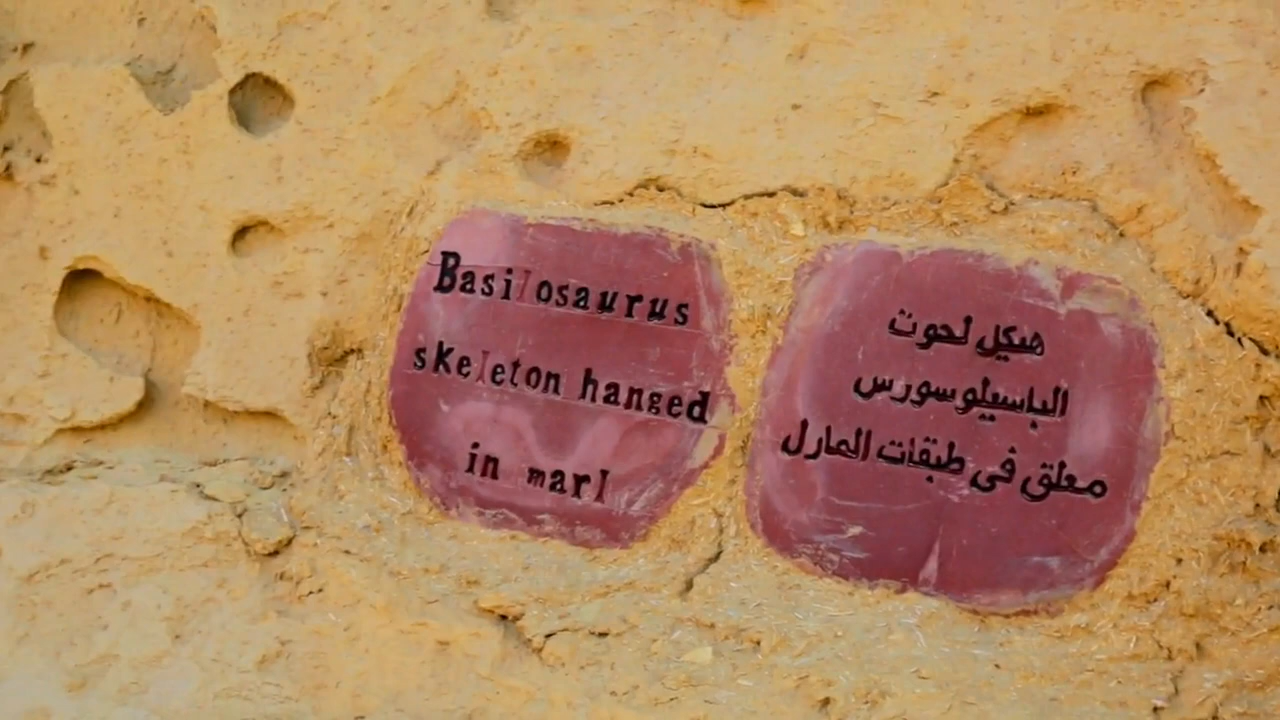 Basilosaurus
skeleton hanged
in marl
هيكل لحوت
الباسيلوسورس
معلق فى طبقات المارل